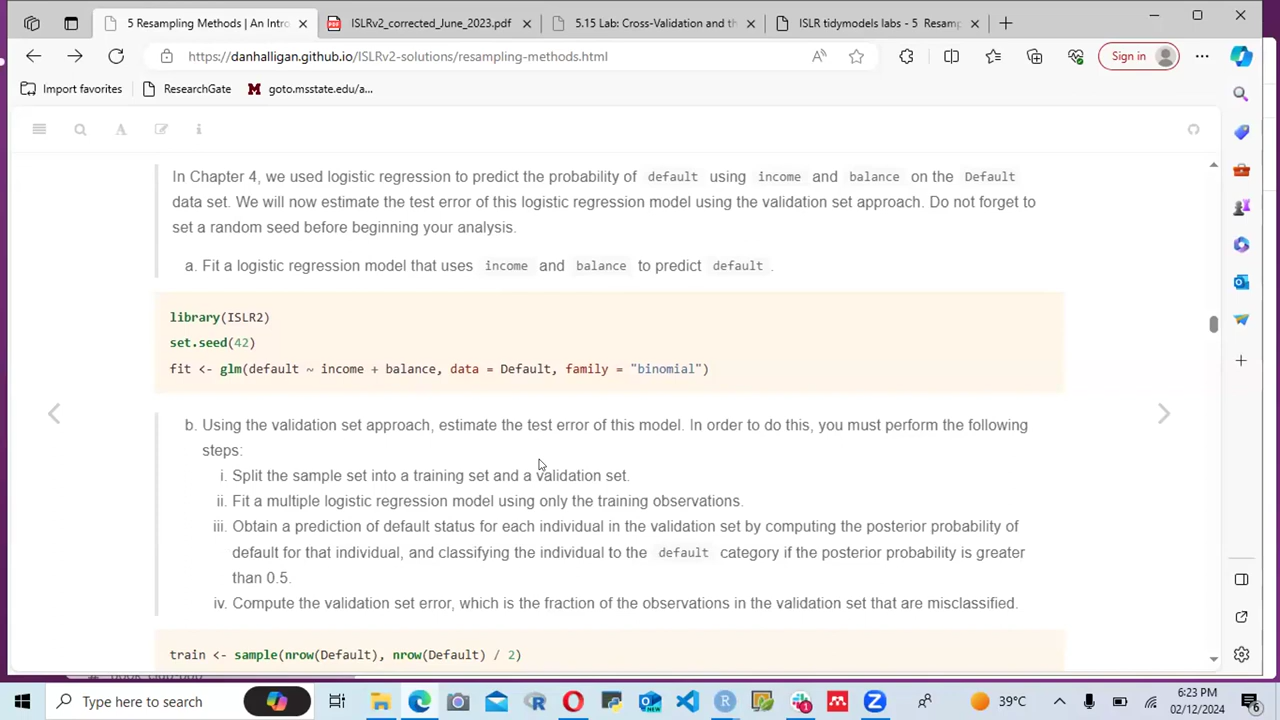 5 Resampling Methods | An Intro
ISLRv2_corrected_June_2023.pdf
5.15 Lab: Cross-Validation and th
ISLR tidymodels labs - 5 Resamp
https://danhalligan.github.io/ISLRv2-solutions/resampling-methods.html
Sign in
Import favorites
ResearchGate
goto.msstate.edu/a...
In Chapter 4, we used logistic regression to predict the probability of default using income and balance on the Default
data set. We will now estimate the test error of this logistic regression model using the validation set approach. Do not forget to
set a random seed before beginning your analysis.
a. Fit a logistic regression model that uses income and balance to predict default .
library(ISLR2)
set.seed(42)
fit <- glm(default ~ income + balance, data = Default, family = "binomial")
b. Using the validation set approach, estimate the test error of this model. In order to do this, you must perform the following
steps:
i. Split the sample set into a training set and a validation set.
ii. Fit a multiple logistic regression model using only the training observations.
iii. Obtain a prediction of default status for each individual in the validation set by computing the posterior probability of
default for that individual, and classifying the individual to the default category if the posterior probability is greater
than 0.5.
iv. Compute the validation set error, which is the fraction of the observations in the validation set that are misclassified.
train <- sample(nrow(Default), nrow(Default) / 2)
Type here to search
39°C
6:23 PM
02/12/2024
6